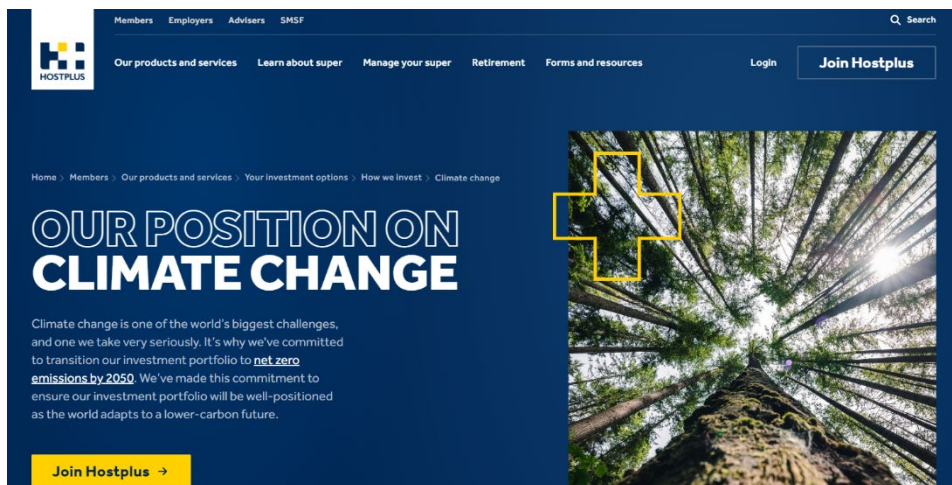 Members Employers Advisers SMSF
Search
HOSTPLUS
Our products and services Learn about super Manage your super Retirement Forms and resources
Login
Join Hostplus
Home > Members > Our products and services > Your investment options > How we invest > Climate change
OUR POSITION ON
CLIMATE CHANGE
Climate change is one of the world's biggest challenges,
and one we take very seriously. It's why we've committed
to transition our investment portfolio to net zero
emissions by 2050. We've made this commitment to
ensure our investment portfolio will be well-positioned
as the world adapts to a lower-carbon future.
Join Hostplus →